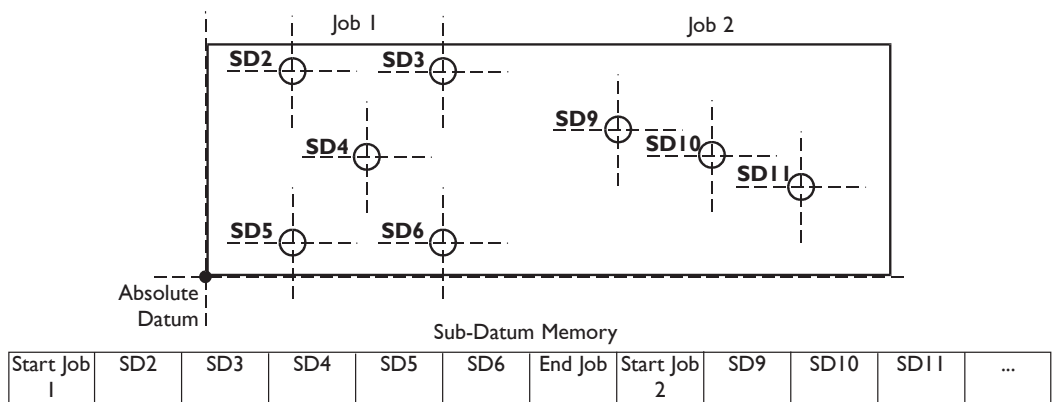 Job 1
Job 2
SD2
SD3
SD9
SD4
SD10
SD11
SD5
SD6
Absolute
Datum
Sub-Datum Memory
Start Job 1 SD2 SD3 SD4 SD5 SD6 End Job Start Job 2 SD9 SD10 SD11 ...